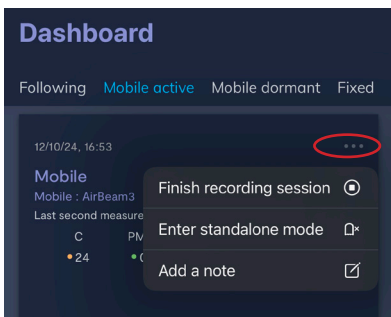 Dashboard
Following Mobile active Mobile dormant Fixed
12/10/24, 16:53
Mobile
Mobile : AirBeam3
Last second measure
C PM
24 0
Finish recording session
Enter standalone mode
Add a note